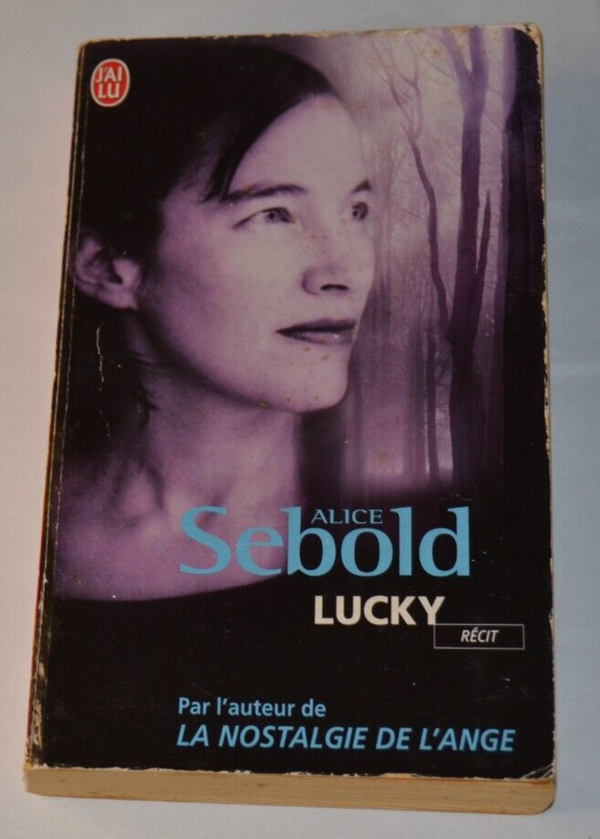 J'AI
LU
ALICE
Sebold
LUCKY
RÉCIT
Par l'auteur de
LA NOSTALGIE DE L'ANGE